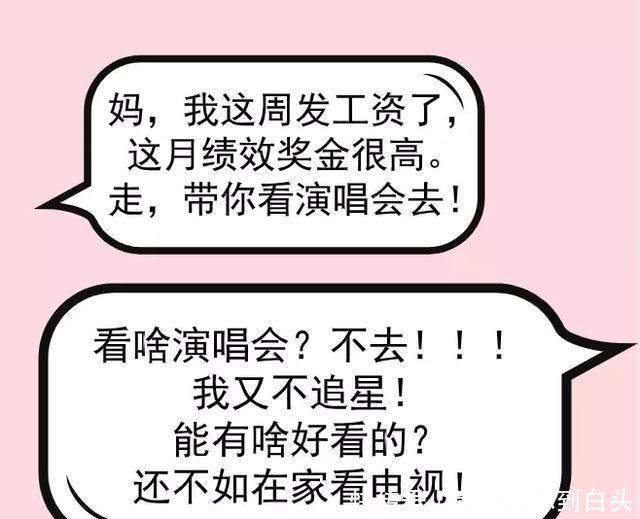 妈，我这周发工资了，
这月绩效奖金很高。
走，带你看演唱会去！
看啥演唱会？不去！！！
我又不追星！
能有啥好看的？
还不如在家看电视！
到白头